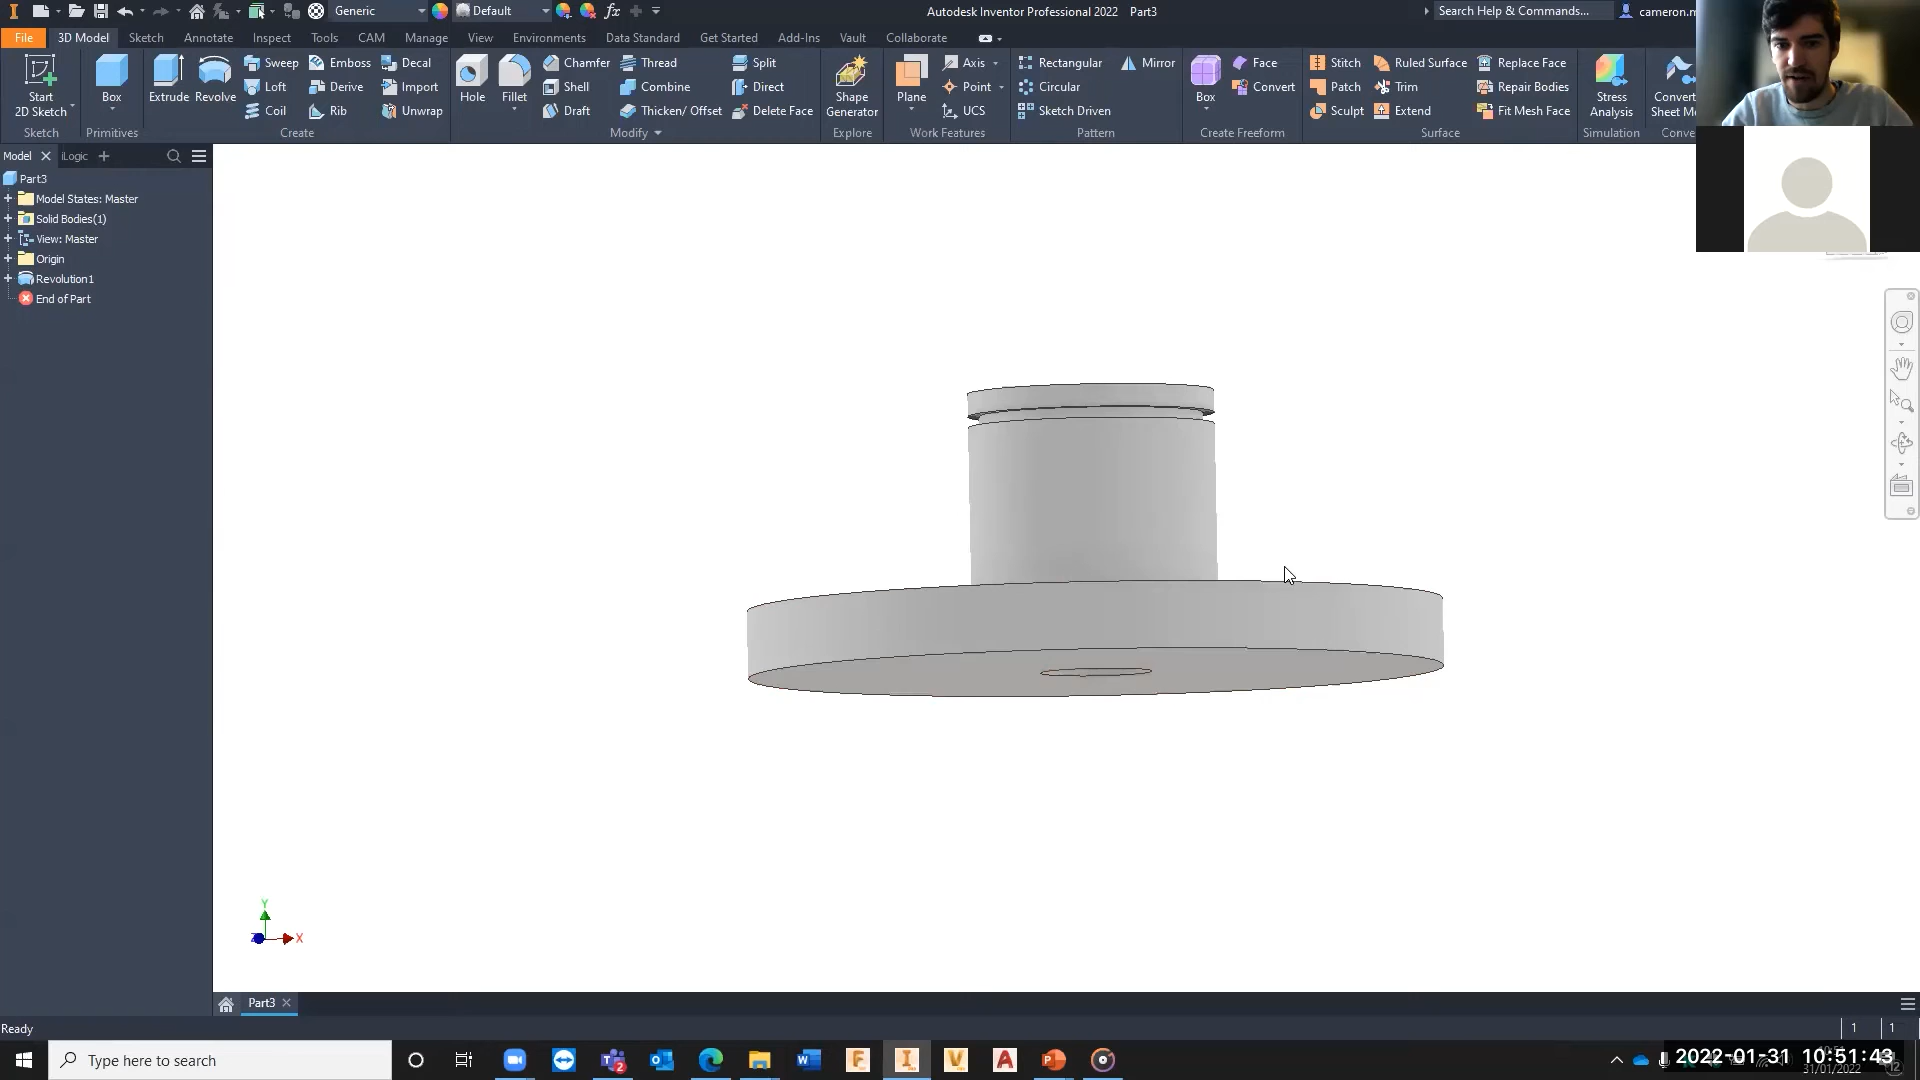 Generic
Default
fx
Autodesk Inventor Professional 2022 Part3
Search Help & Commands...
cameron.m
File 3D Model Sketch Annotate Inspect Tools CAM Manage View Environments Data Standard Get Started Add-Ins Vault Collaborate
Start
2D Sketch
Sketch
Box
Primitives
Extrude
Revolve
Sweep Emboss Decal
Loft Derive Import
Coil Rib Unwrap
Create
Hole
Fillet
Chamfer Thread Split
Shell Combine Direct
Draft Thicken/ Offset Delete Face
Modify
Shape
Generator
Explore
Plane
Axis
Point
UCS
Work Features
Rectangular Mirror
Circular
Sketch Driven
Pattern
Box
Face
Convert
Create Freeform
Stitch Ruled Surface Replace Face
Patch Trim Repair Bodies
Sculpt Extend Fit Mesh Face
Surface
Stress
Analysis
Simulation
Convert
Sheet M
Conve
Model iLogic
Part3
Model States: Master
Solid Bodies(1)
View: Master
Origin
Revolution1
End of Part
Y
Z X
Part3
Ready
1 1
Type here to search
2022-01-31 10:51:43
31/01/2022